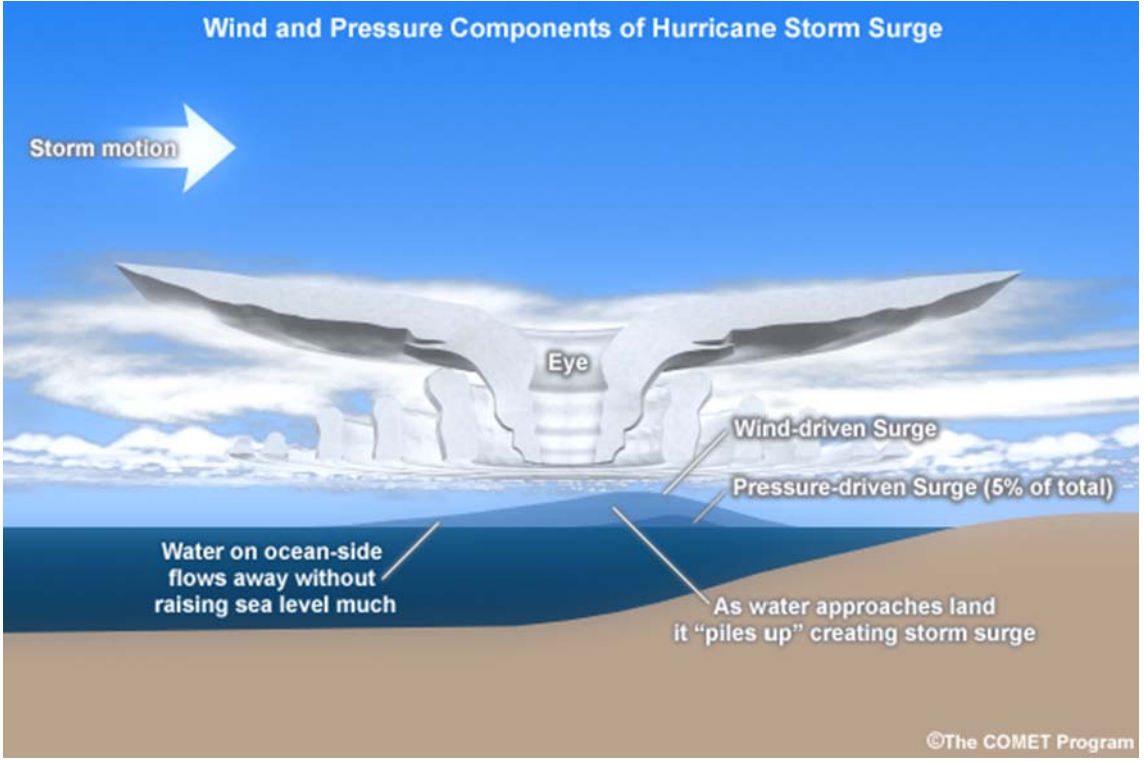 Wind and Pressure Components of Hurricane Storm Surge
Storm motion
Eye
Wind-driven Surge
Pressure-driven Surge (5% of total)
Water on ocean-side
flows away without
raising sea level much
As water approaches land
it “piles up” creating storm surge
©The COMET Program